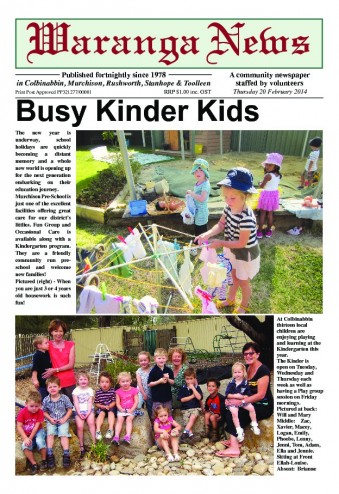 Waranga News
Published fortnightly since 1978
in Colbinabbin, Murchison, Rushworth, Stanhope & Toolleen
Print Post Approved PP325127/00001
RRP $1.00 inc. GST
A community newspaper
staffed by volunteers
Thursday 20 February 2014
Busy Kinder Kids
The new year is
underway, school
holidays are quickly
becoming a distant
memory and a whole
new world is opening up
for the next generation
embarking on their
education journey.
Murchison Pre-School is
just one of the excellent
facilities offering great
care for our district's
littlies. Fun Group and
Occasional Care is
available along with a
Kindergarten program.
They are a friendly
community run pre-
school and welcome
new families!
Pictured (right) - When
you are just 3 or 4 years
old housework is such
fun!
At Colbinabbin
thirteen local
children are
enjoying playing
and learning at the
Kindergarten this
year.
The Kinder is
open on Tuesday,
Wednesday and
Thursday each
week as well as
having a Play group
session on Friday
mornings.
Pictured at back:
Will and Mary
Middle: Zac,
Xavier, Macey,
Logan, Emily,
Phoebe, Lenny,
Jenni, Tom, Adam,
Ella and Jennie.
Sitting at Front
Eliah-Louise.
Absent: Brianna